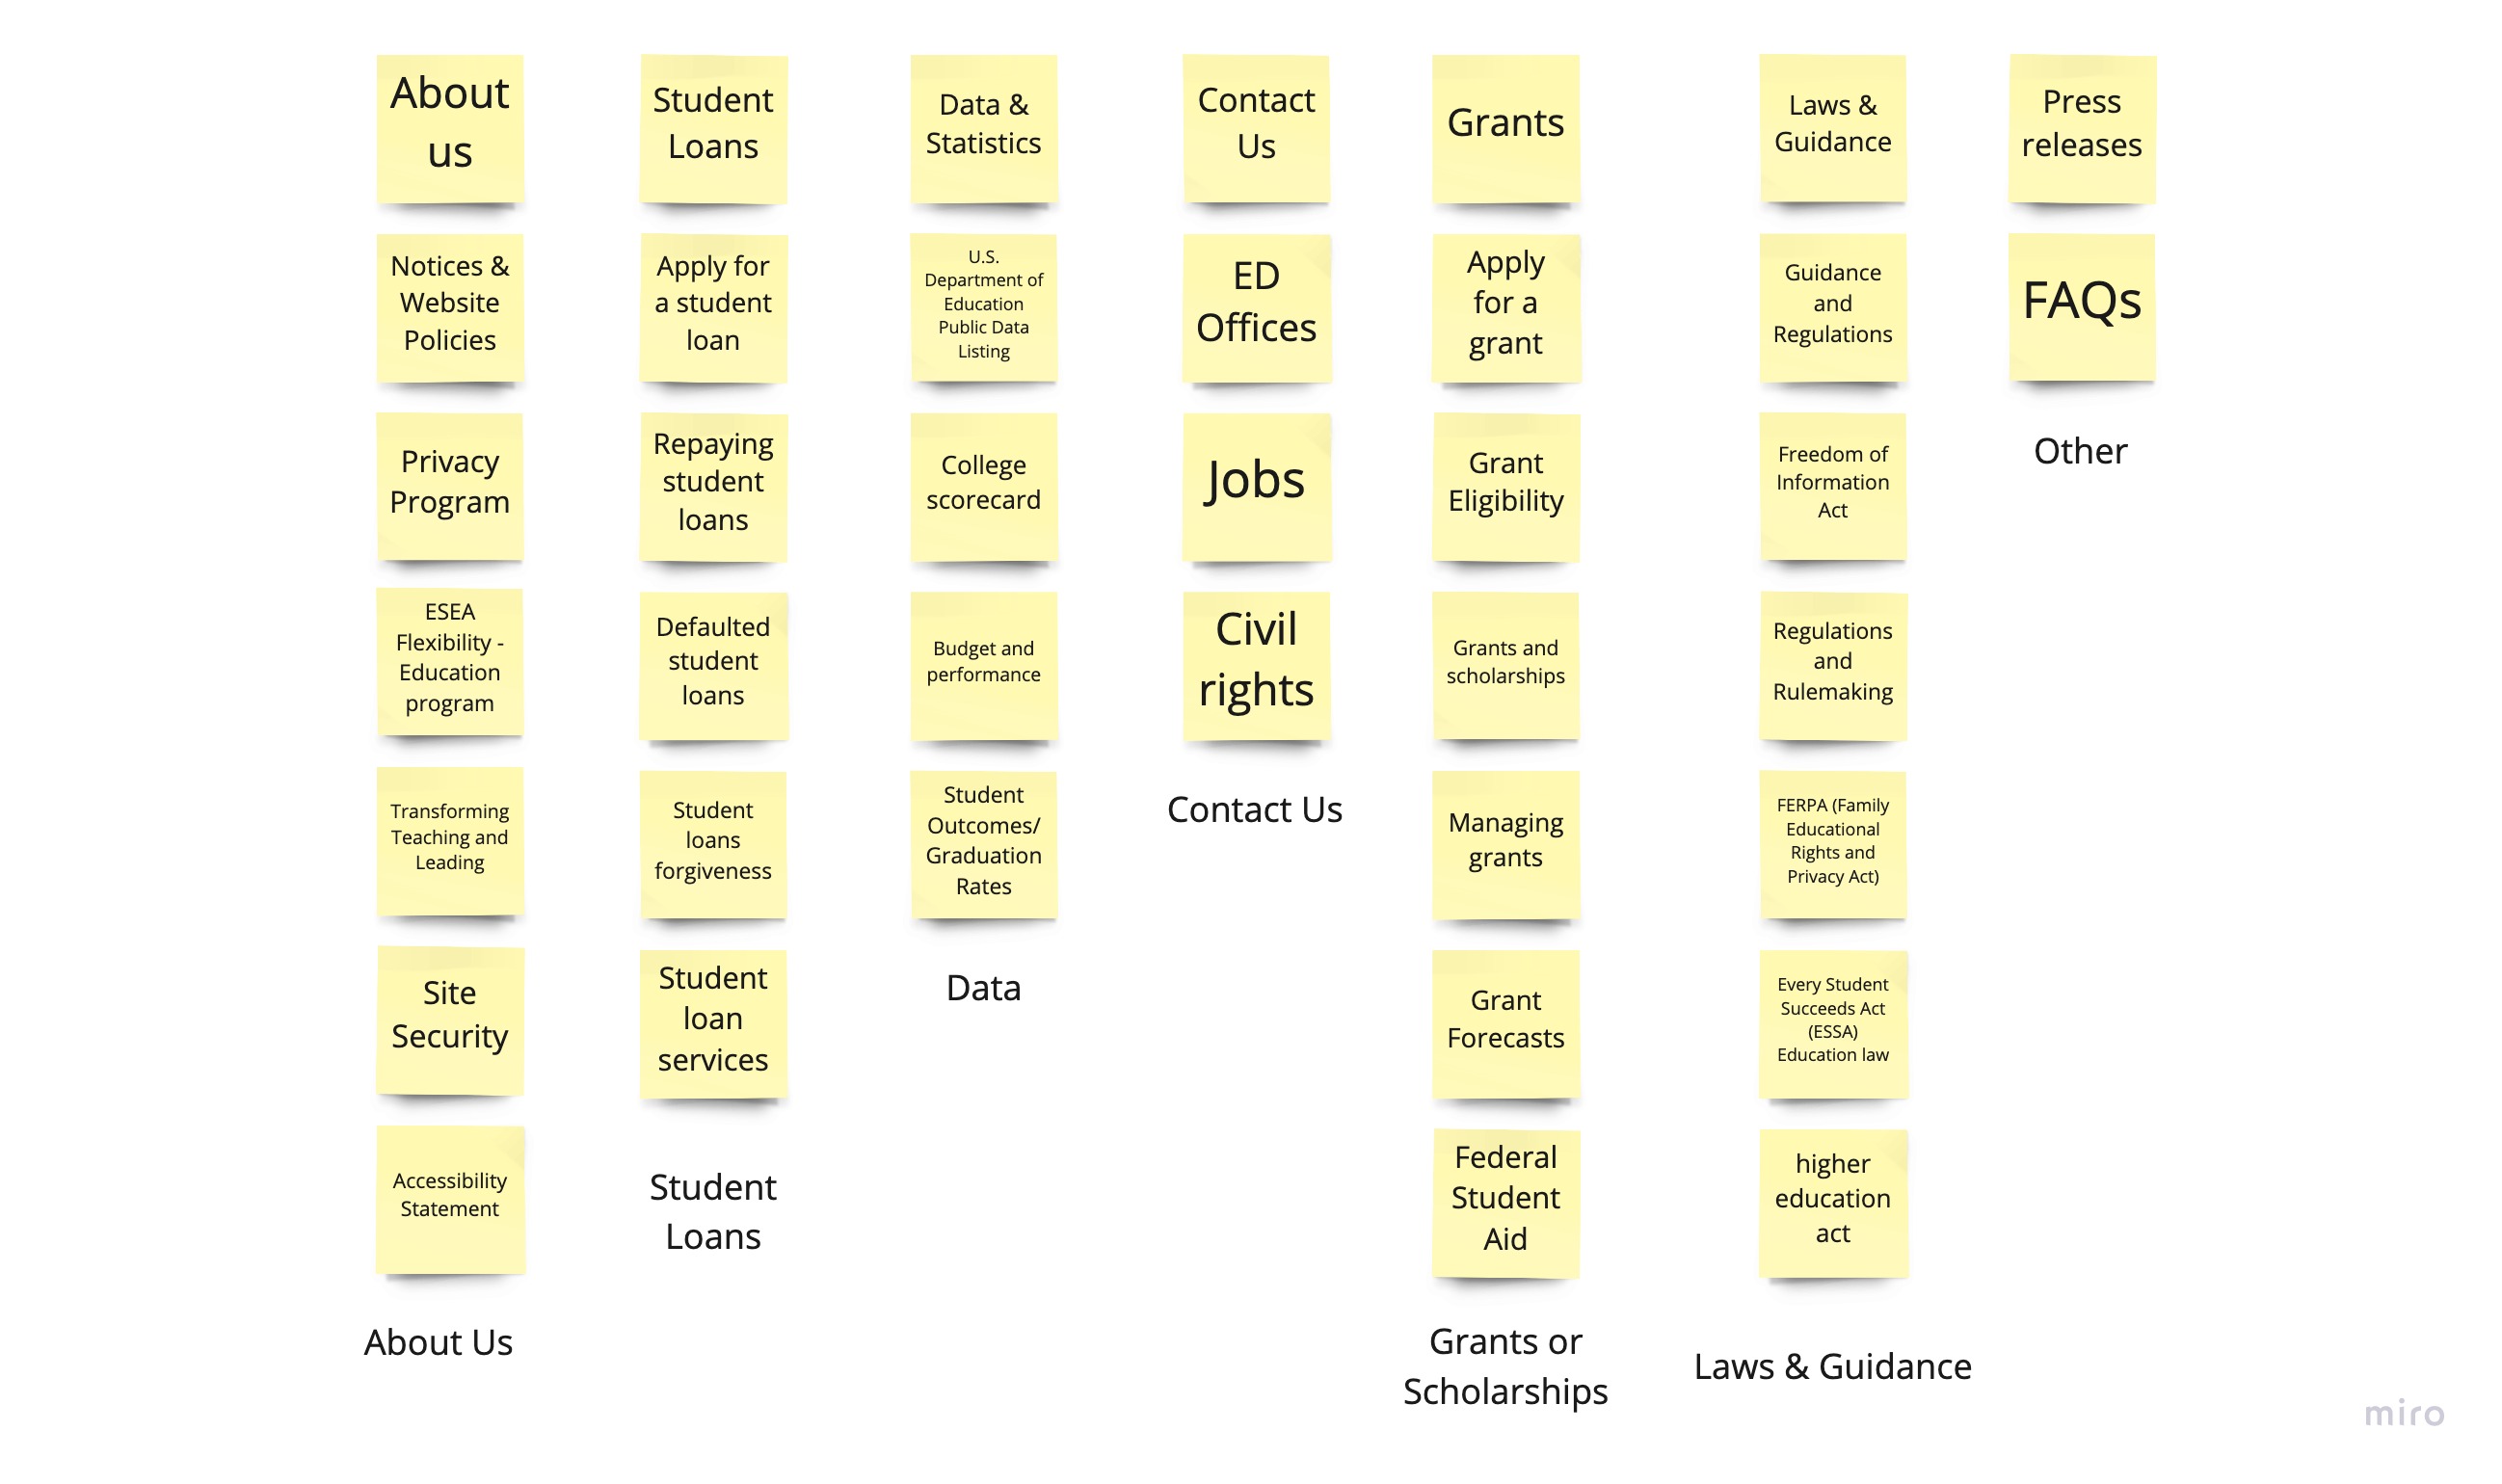 About
us
Notices &
Website
Policies
Privacy
Program
ESEA
Flexibility -
Education
program
Transforming
Teaching and
Leading
Site
Security
Accessibility
Statement
About Us
Student
Loans
Apply for
a student
loan
Repaying
student
loans
Defaulted
student
loans
Student
loans
forgiveness
Student
loan
services
Student
Loans
Data &
Statistics
U.S.
Department of
Education
Public Data
Listing
College
scorecard
Budget and
performance
Student
Outcomes/
Graduation
Rates
Data
Contact
Us
ED
Offices
Jobs
Civil
rights
Contact Us
Grants
Apply
for a
grant
Grant
Eligibility
Grants and
scholarships
Managing
grants
Grant
Forecasts
Federal
Student
Aid
Grants or
Scholarships
Laws &
Guidance
Guidance
and
Regulations
Freedom of
Information
Act
Regulations
and
Rulemaking
FERPA (Family
Educational
Rights and
Privacy Act)
Every Student
Succeeds Act
(ESSA)
Education law
higher
education
act
Laws & Guidance
Press
releases
FAQs
Other
miro